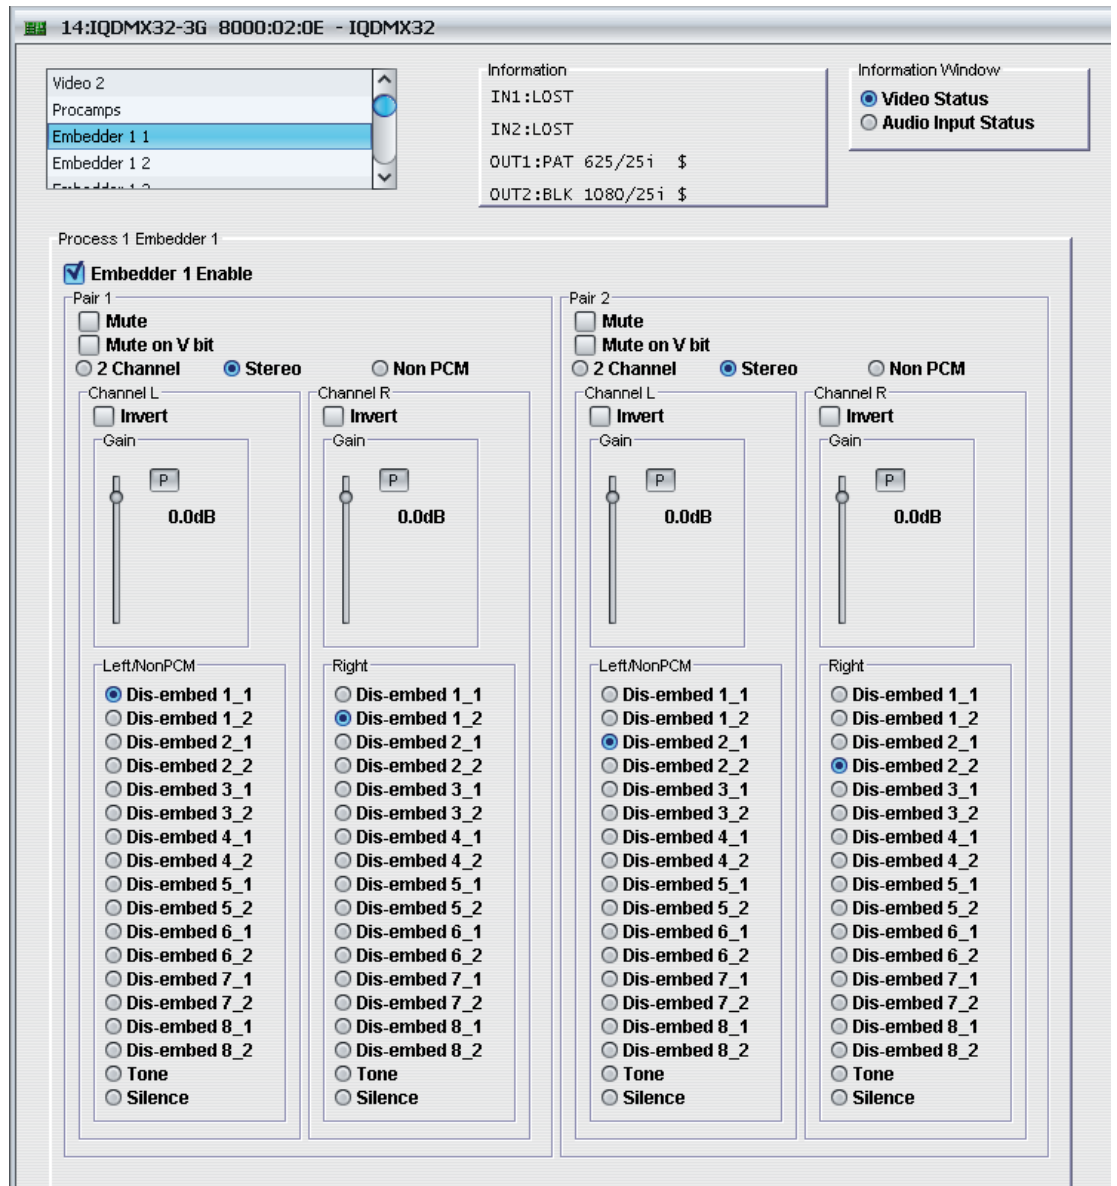 14:IQDMX32-3G 8000:02:0E - IQDMX32
Video 2
Procamps
Embedder 1 1
Embedder 1 2
Information
IN1:LOST
IN2:LOST
OUT1:PAT 625/25i $
OUT2:BLK 1080/25i $
Information Window
Video Status
Audio Input Status
Process 1 Embedder 1
Embedder 1 Enable
Pair 1
Mute
Mute on V bit
2 Channel Stereo Non PCM
Channel L
Invert
Gain
P
0.0dB
Left/NonPCM
Dis-embed 1_1
Dis-embed 1_2
Dis-embed 2_1
Dis-embed 2_2
Dis-embed 3_1
Dis-embed 3_2
Dis-embed 4_1
Dis-embed 4_2
Dis-embed 5_1
Dis-embed 5_2
Dis-embed 6_1
Dis-embed 6_2
Dis-embed 7_1
Dis-embed 7_2
Dis-embed 8_1
Dis-embed 8_2
Tone
Silence
Channel R
Invert
Gain
P
0.0dB
Right
Dis-embed 1_1
Dis-embed 1_2
Dis-embed 2_1
Dis-embed 2_2
Dis-embed 3_1
Dis-embed 3_2
Dis-embed 4_1
Dis-embed 4_2
Dis-embed 5_1
Dis-embed 5_2
Dis-embed 6_1
Dis-embed 6_2
Dis-embed 7_1
Dis-embed 7_2
Dis-embed 8_1
Dis-embed 8_2
Tone
Silence
Pair 2
Mute
Mute on V bit
2 Channel Stereo Non PCM
Channel L
Invert
Gain
P
0.0dB
Left/NonPCM
Dis-embed 1_1
Dis-embed 1_2
Dis-embed 2_1
Dis-embed 2_2
Dis-embed 3_1
Dis-embed 3_2
Dis-embed 4_1
Dis-embed 4_2
Dis-embed 5_1
Dis-embed 5_2
Dis-embed 6_1
Dis-embed 6_2
Dis-embed 7_1
Dis-embed 7_2
Dis-embed 8_1
Dis-embed 8_2
Tone
Silence
Channel R
Invert
Gain
P
0.0dB
Right
Dis-embed 1_1
Dis-embed 1_2
Dis-embed 2_1
Dis-embed 2_2
Dis-embed 3_1
Dis-embed 3_2
Dis-embed 4_1
Dis-embed 4_2
Dis-embed 5_1
Dis-embed 5_2
Dis-embed 6_1
Dis-embed 6_2
Dis-embed 7_1
Dis-embed 7_2
Dis-embed 8_1
Dis-embed 8_2
Tone
Silence